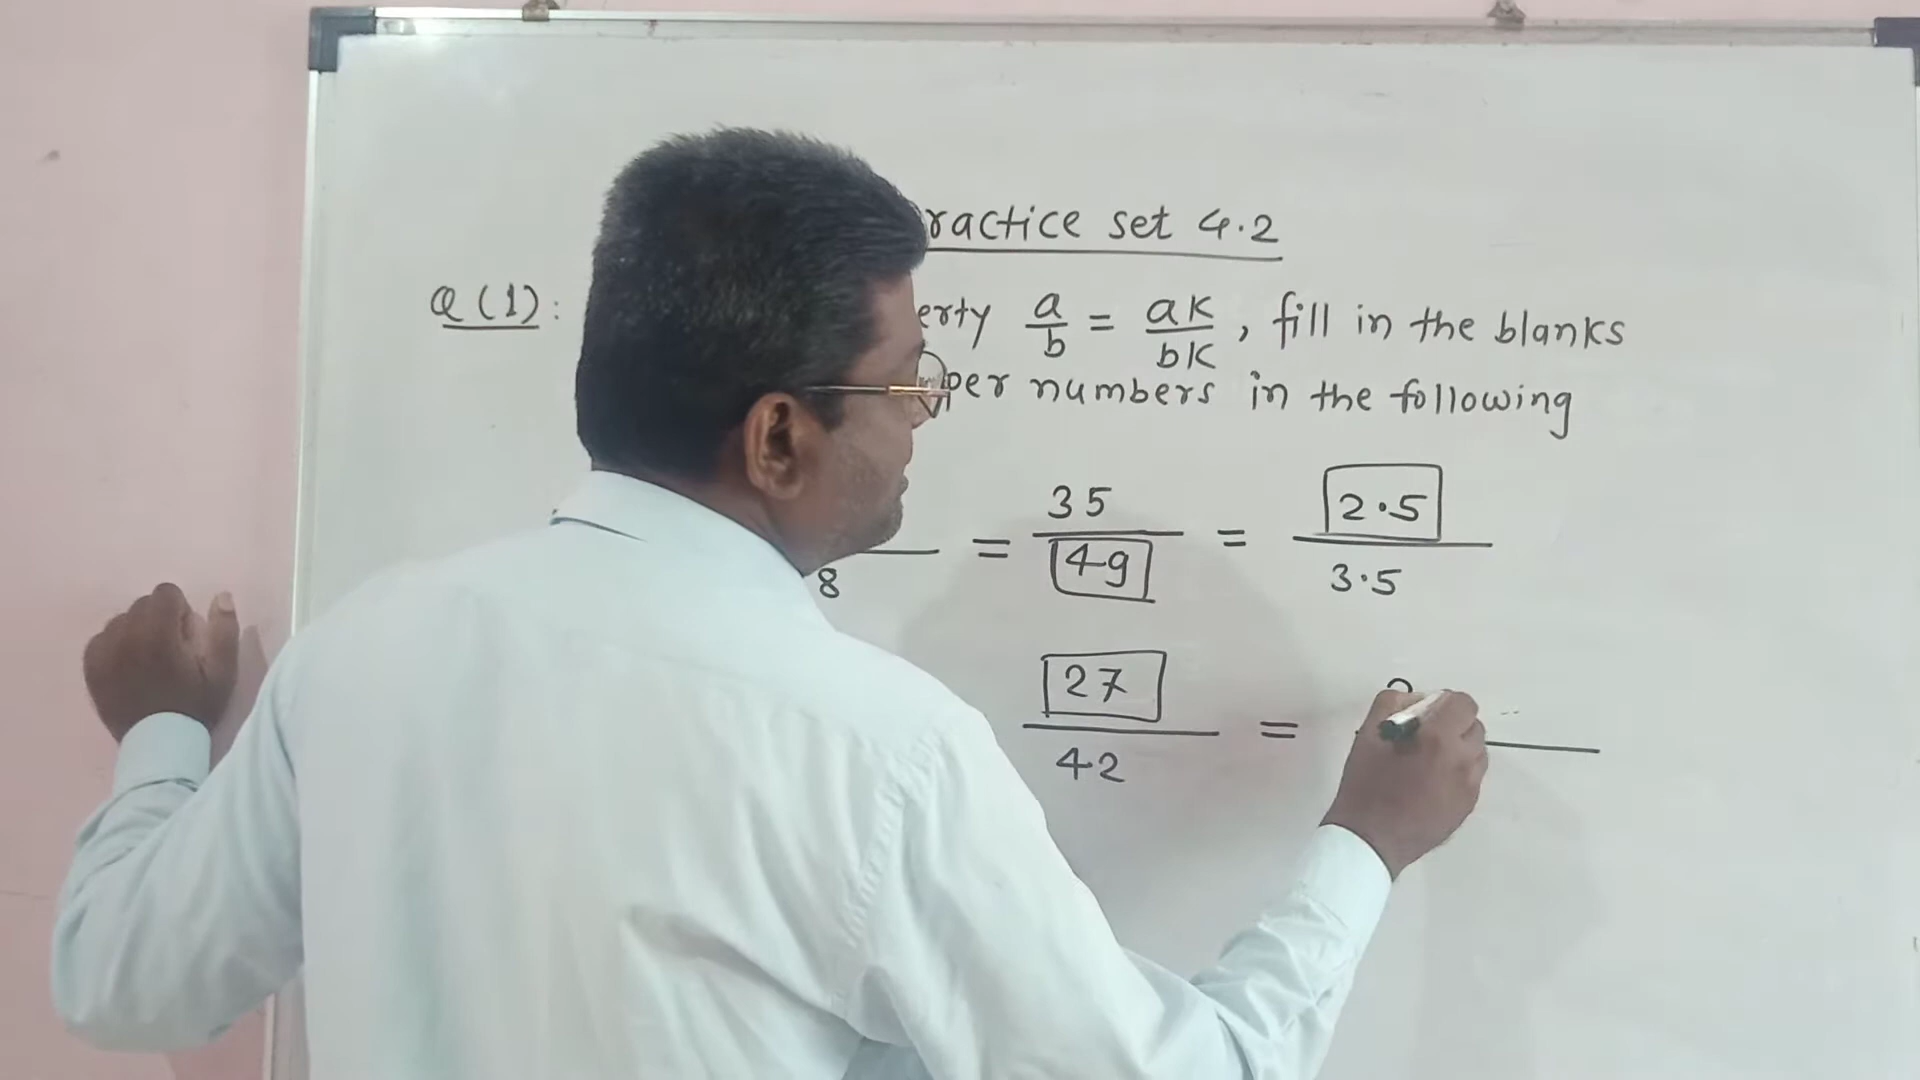 ractice set 4.2
Q (1): erty a/b = ak/bk, fill in the blanks
per numbers in the following
8 = 35/49 = 2.5/3.5
27/42 =